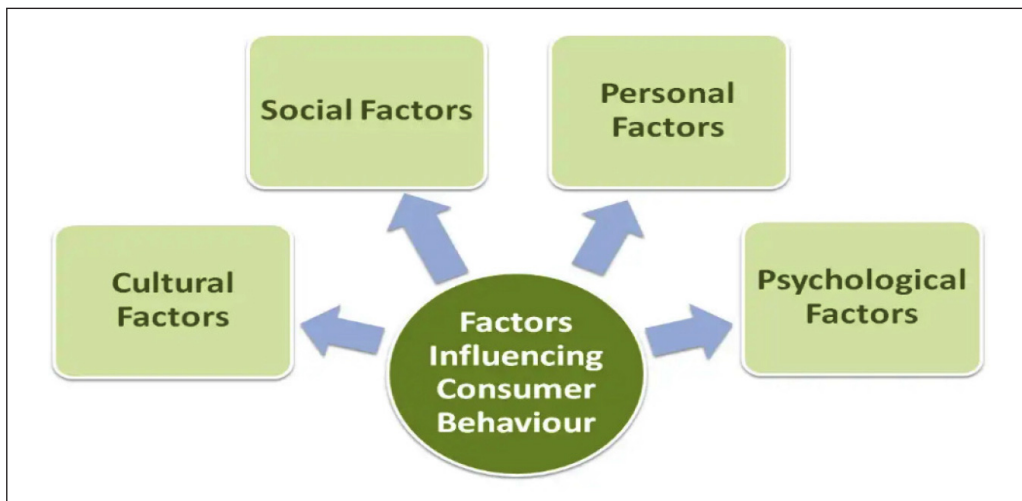 Social Factors
Personal
Factors
Cultural
Factors
Psychological
Factors
Factors
Influencing
Consumer
Behaviour